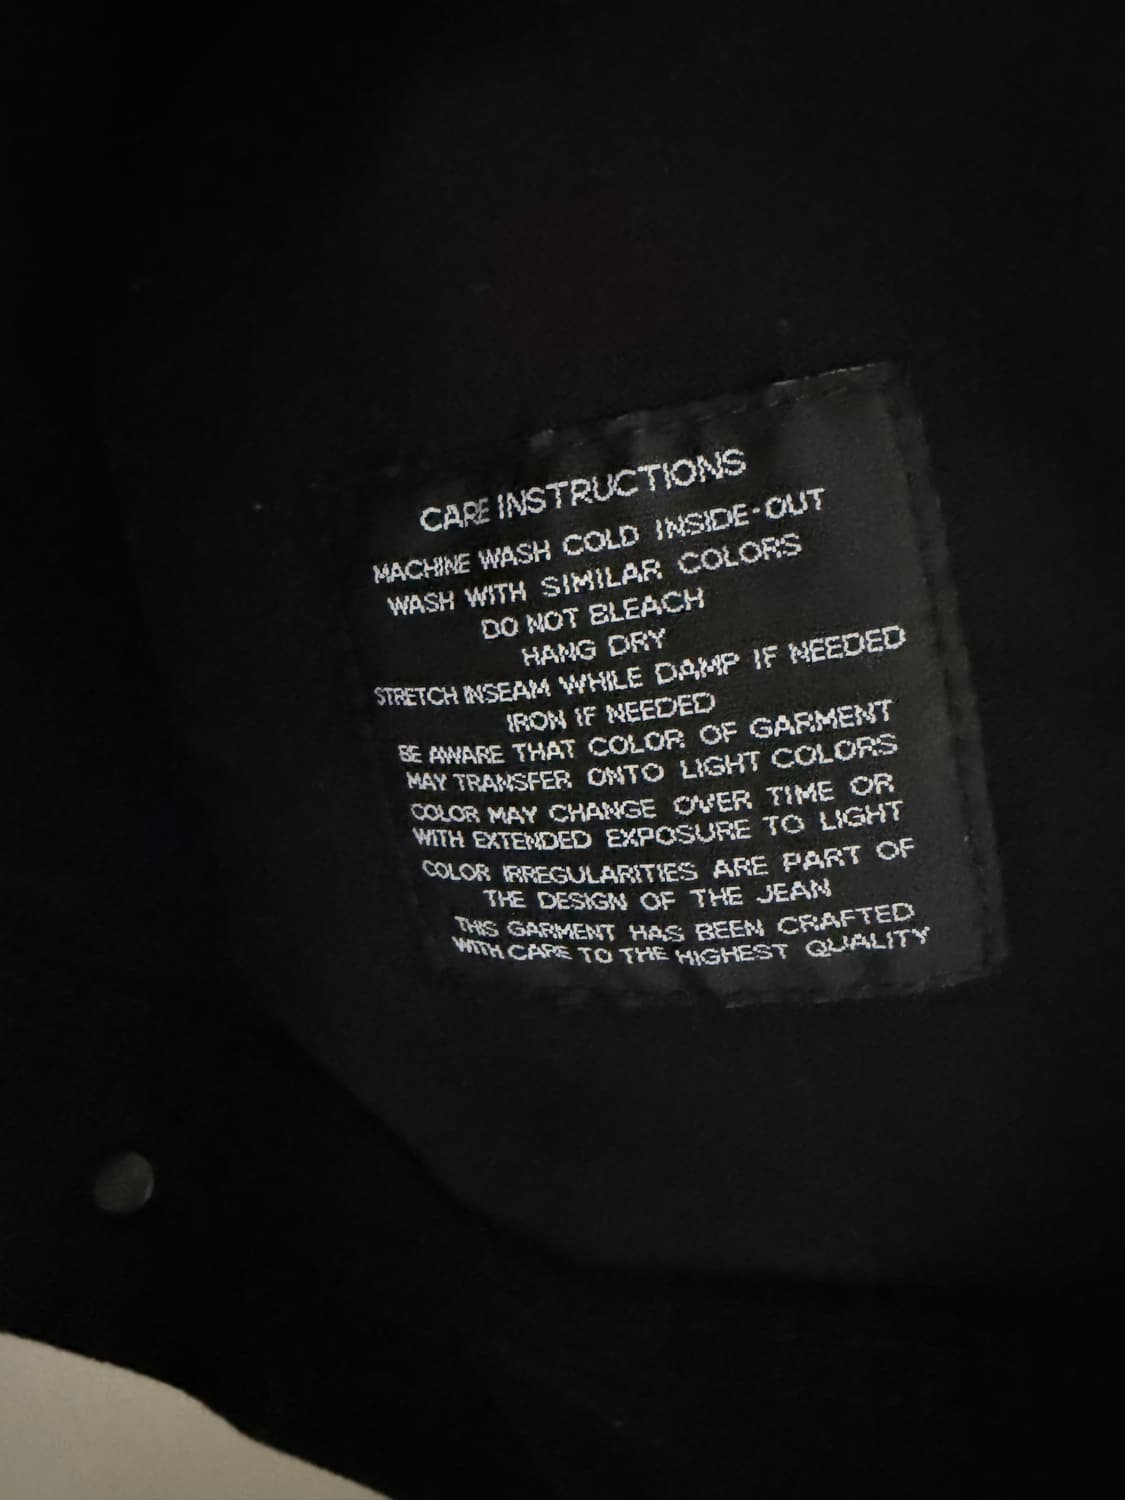 CARE INSTRUCTIONS
MACHINE WASH COLD INSIDE-OUT
WASH WITH SIMILAR COLORS
DO NOT BLEACH
HANG DRY
STRETCH INSEAM WHILE DAMP IF NEEDED
IRON IF NEEDED
BE AWARE THAT COLOR OF GARMENT
MAY TRANSFER ONTO LIGHT COLORS
COLOR MAY CHANGE OVER TIME OR
WITH EXTENDED EXPOSURE TO LIGHT
COLOR IRREGULARITIES ARE PART OF
THE DESIGN OF THE JEAN
THIS GARMENT HAS BEEN CRAFTED
WITH CARE TO THE HIGHEST QUALITY